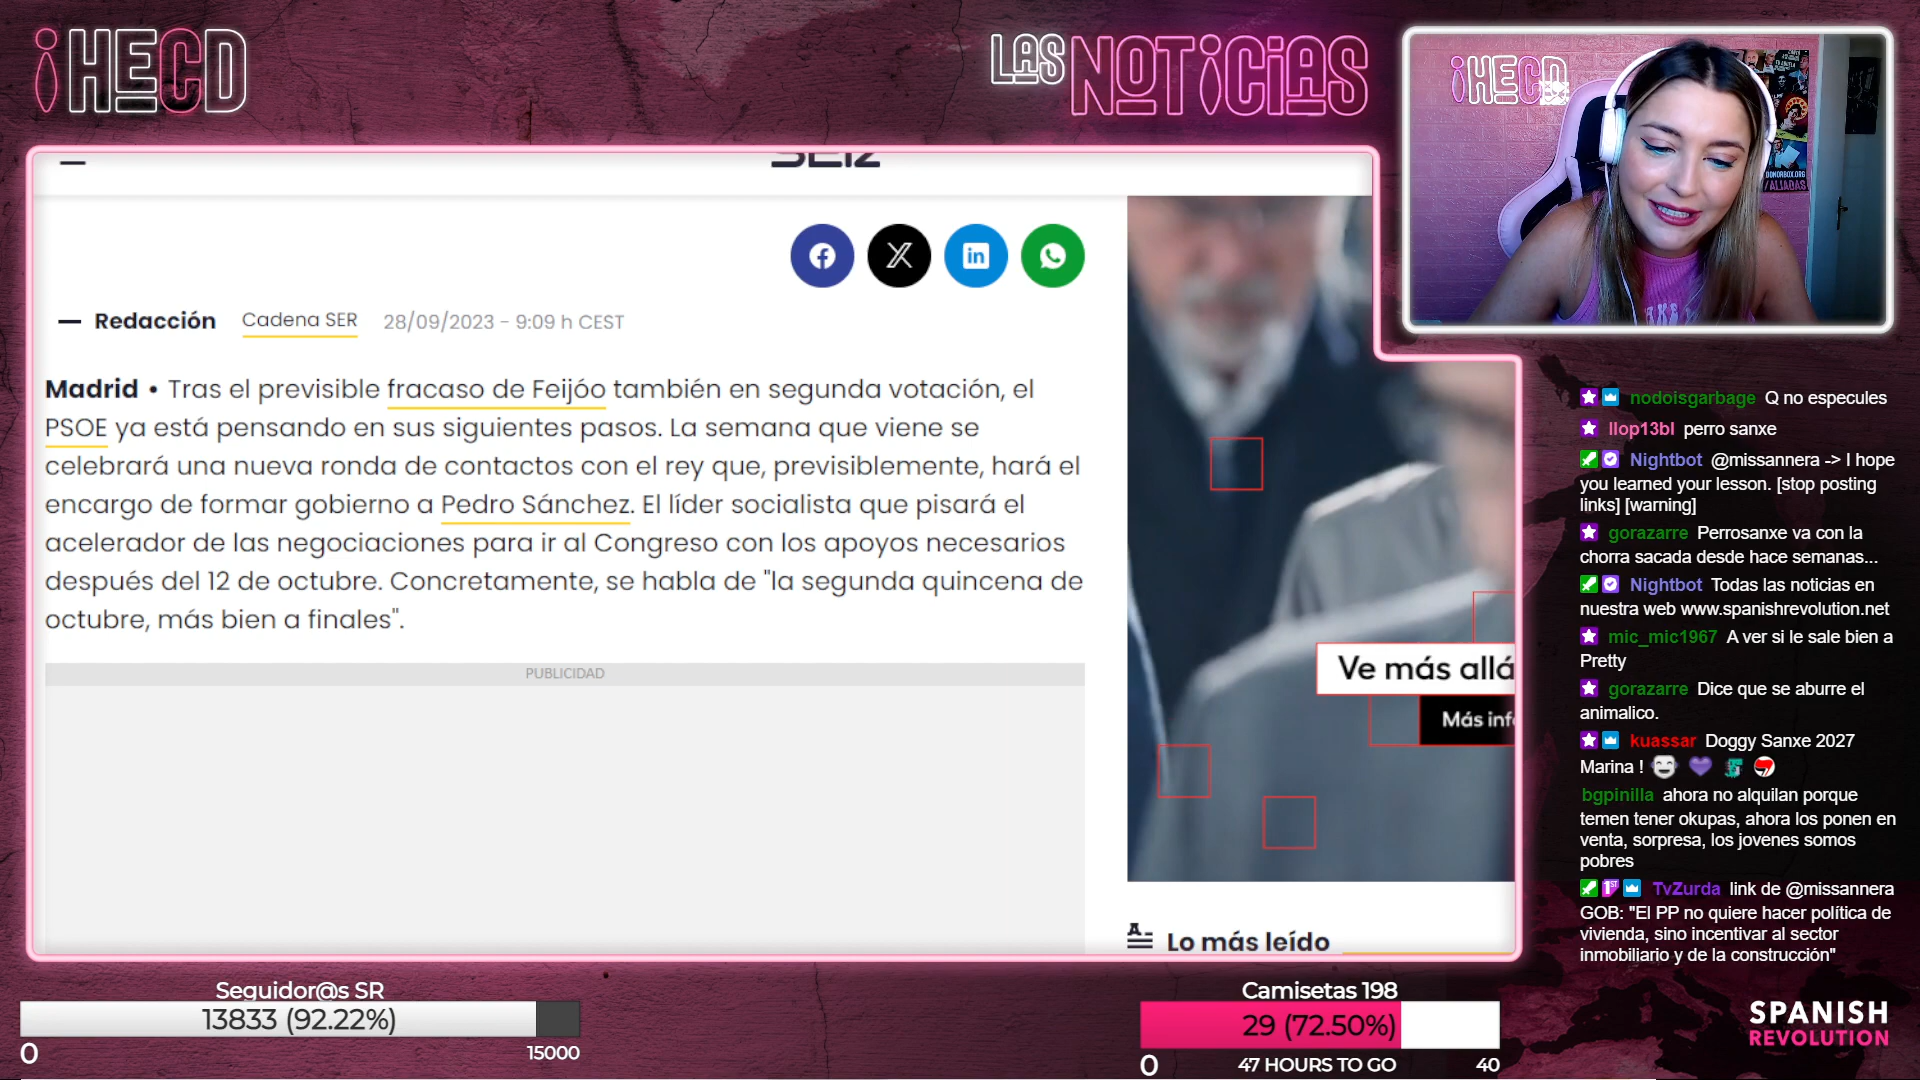 ¡HECD
LAS NOTICIAS
¡HECD
DONORBOX.ORG
/ALIADAS
Redacción Cadena SER 28/09/2023 - 9:09 h CEST
Madrid • Tras el previsible fracaso de Feijóo también en segunda votación, el
PSOE ya está pensando en sus siguientes pasos. La semana que viene se
celebrará una nueva ronda de contactos con el rey que, previsiblemente, hará el
encargo de formar gobierno a Pedro Sánchez. El líder socialista que pisará el
acelerador de las negociaciones para ir al Congreso con los apoyos necesarios
después del 12 de octubre. Concretamente, se habla de "la segunda quincena de
octubre, más bien a finales".
PUBLICIDAD
Ve más allá
Más inf
Lo más leído
nodoisgarbage Q no especules
llop13bl perro sanxe
Nightbot @missannera -> I hope
you learned your lesson. [stop posting
links] [warning]
gorazarre Perrosanxe va con la
chorra sacada desde hace semanas...
Nightbot Todas las noticias en
nuestra web www.spanishrevolution.net
mic_mic1967 A ver si le sale bien a
Pretty
gorazarre Dice que se aburre el
animalico.
kuassar Doggy Sanxe 2027
Marina !
bgpinilla ahora no alquilan porque
temen tener okupas, ahora los ponen en
venta, sorpresa, los jovenes somos
pobres
TvZurda link de @missannera
GOB: "El PP no quiere hacer política de
vivienda, sino incentivar al sector
inmobiliario y de la construcción"
Seguidor@s SR
13833 (92.22%)
0 15000
Camisetas 198
29 (72.50%)
0 47 HOURS TO GO 40
SPANISH
REVOLUTION